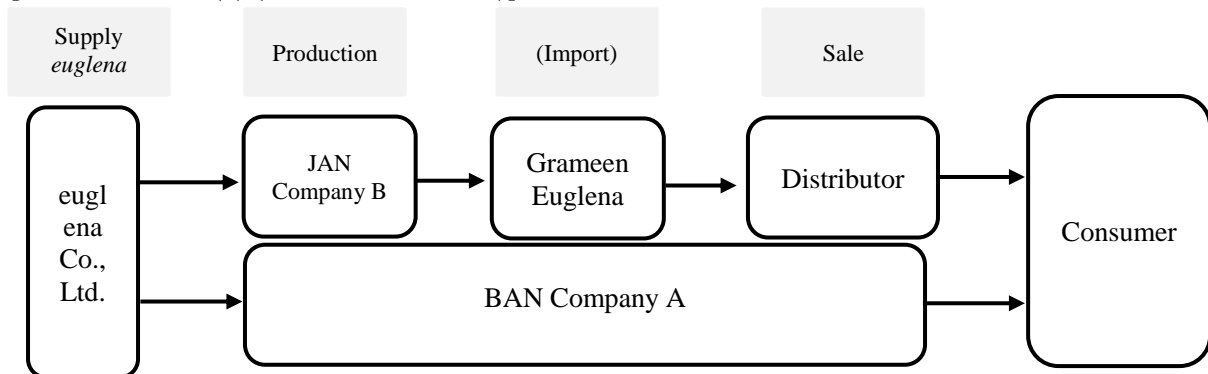 Supply
euglena
Production
(Import)
Sale
eugl
ena
Co.,
Ltd.
JAN
Company B
Grameen
Euglena
Distributor
Consumer
BAN Company A